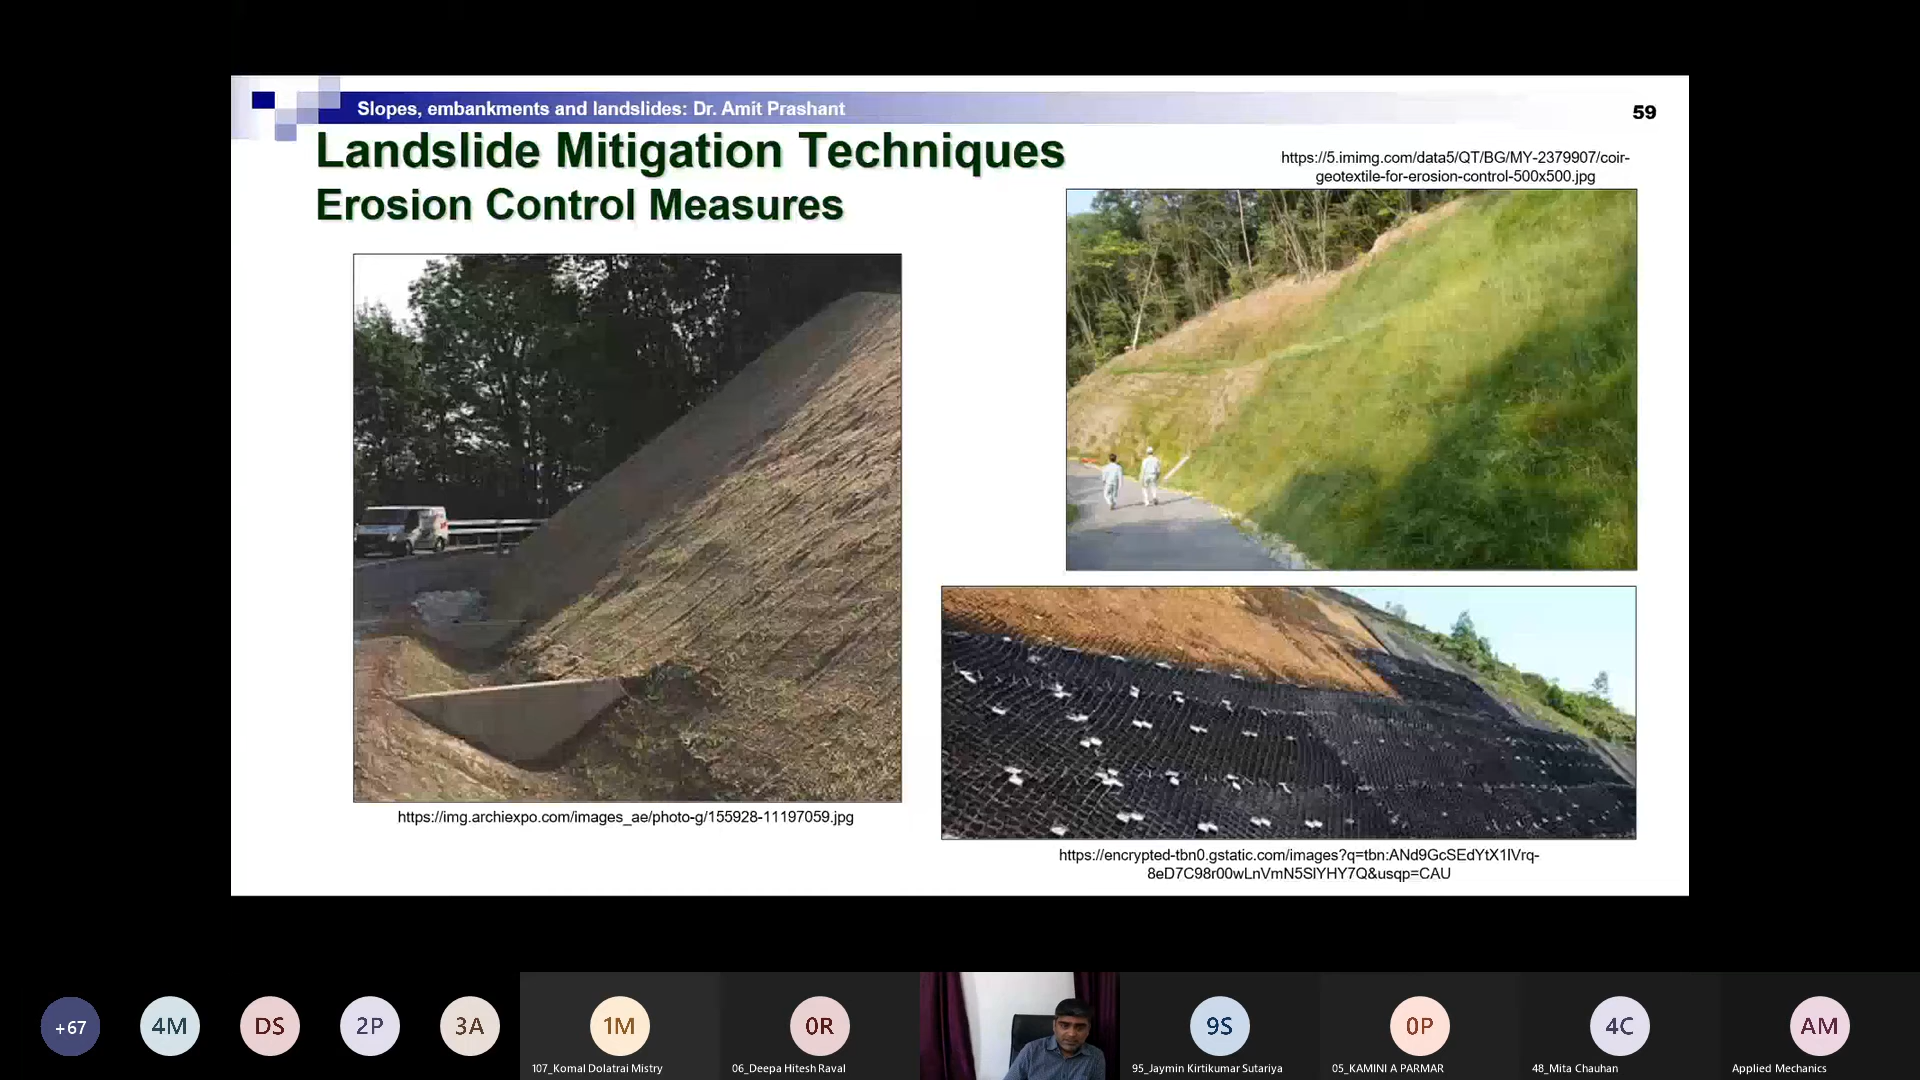 Slopes, embankments and landslides: Dr. Amit Prashant
59
Landslide Mitigation Techniques
Erosion Control Measures
https://5.imimg.com/data5/QT/BG/MY-2379907/coir-
geotextile-for-erosion-control-500x500.jpg
https://img.archiexpo.com/images_ae/photo-g/155928-11197059.jpg
https://encrypted-tbn0.gstatic.com/images?q=tbn:ANd9GcSEdYtX1lVrq-
8eD7C98r00wLnVmN5SlYHY7Q&usqp=CAU
+67
4M
DS
2P
3A
1M
0R
9S
0P
4C
AM
107_Komal Dolatrai Mistry
06_Deepa Hitesh Raval
95_Jaymin Kirtikumar Sutariya
05_KAMINI A PARMAR
48_Mita Chauhan
Applied Mechanics